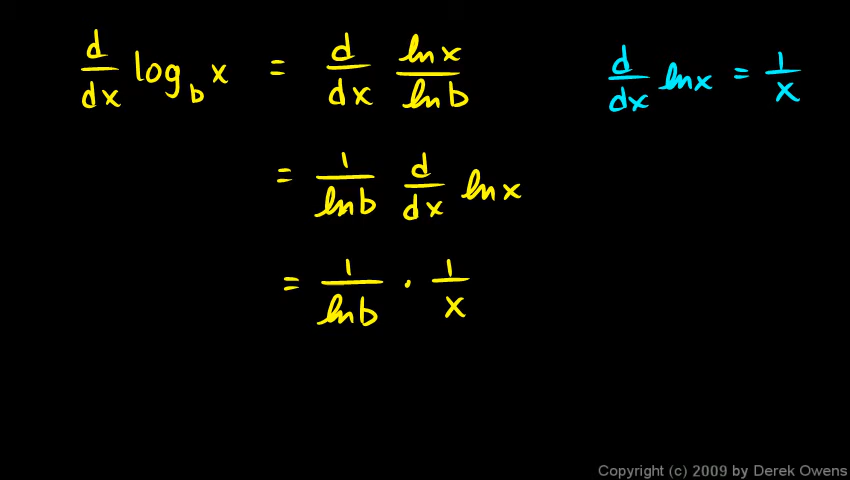 d/dx log_b x = d/dx ln x/ln b
d/dx ln x = 1/x
= 1/ln b d/dx ln x
= 1/ln b · 1/x
Copyright (c) 2009 by Derek Owens